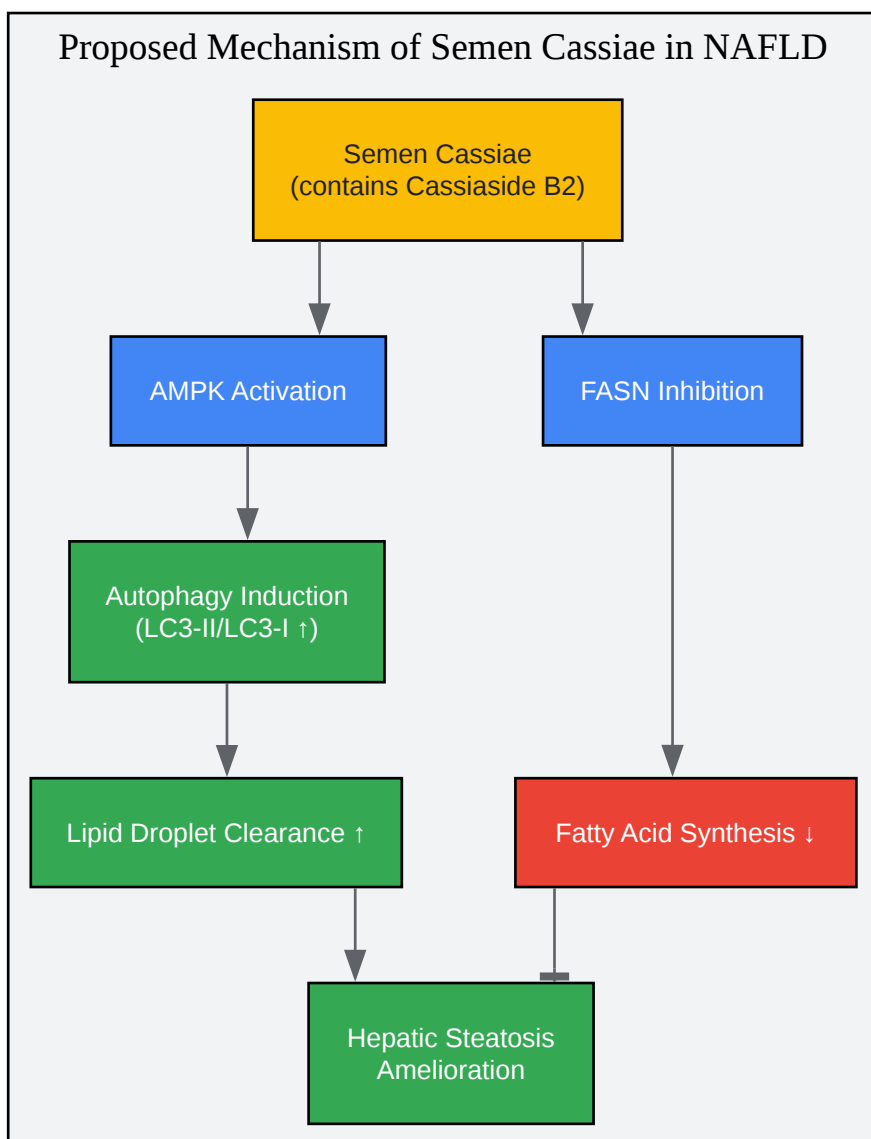 Proposed Mechanism of Semen Cassiae in NAFLD
Semen Cassiae
(contains Cassiaside B2)
AMPK Activation
FASN Inhibition
Autophagy Induction
(LC3-II/LC3-I ↑)
Lipid Droplet Clearance ↑
Fatty Acid Synthesis ↓
Hepatic Steatosis
Amelioration